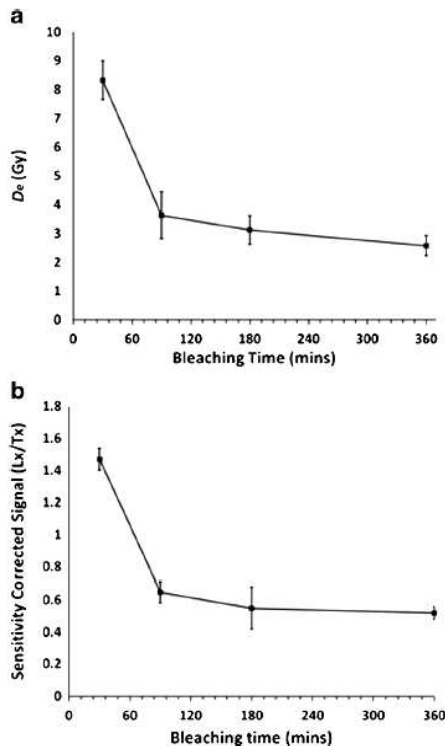 a
10
9
8
7
6
5
4
3
2
1
0
De (Gy)
0 60 120 180 240 300 360
Bleaching Time (mins)
b
1.8
1.6
1.4
1.2
1
0.8
0.6
0.4
0.2
0
Sensitivity Corrected Signal (Lx/Tx)
0 60 120 180 240 300 360
Bleaching time (mins)